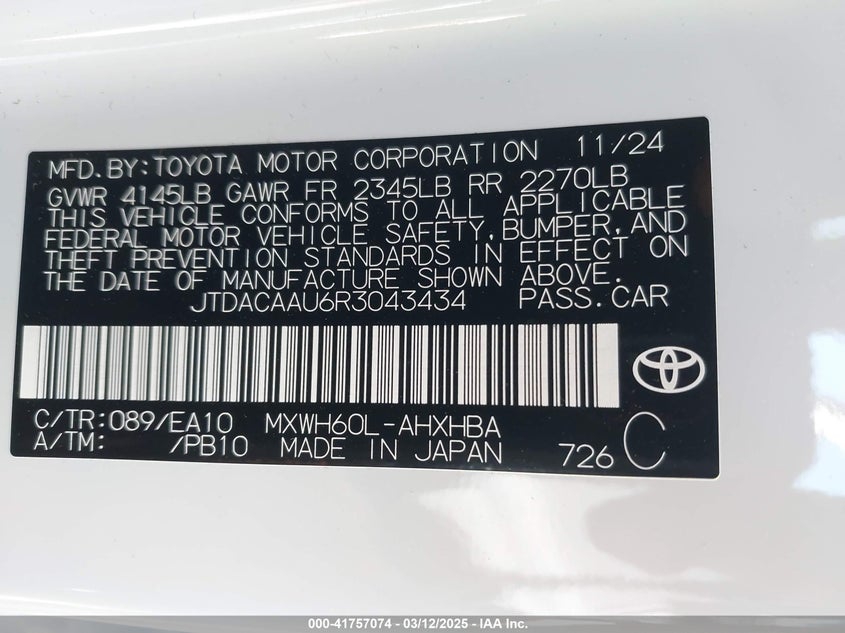 MFD.BY:TOYOTA MOTOR CORPORATION 11/24
GVWR 4145LB GAWR FR 2345LB RR 2270LB
THIS VEHICLE CONFORMS TO ALL APPLICABLE
FEDERAL MOTOR VEHICLE SAFETY,BUMPER,AND
THEFT PREVENTION STANDARDS IN EFFECT ON
THE DATE OF MANUFACTURE SHOWN ABOVE.
JTDACAAU6R3043434 PASS.CAR
C/TR:089/EA10 MXWH60L-AHXHBA
A/TM: /PB10 MADE IN JAPAN 726 C
000-41757074 - 03/12/2025 - IAA Inc.